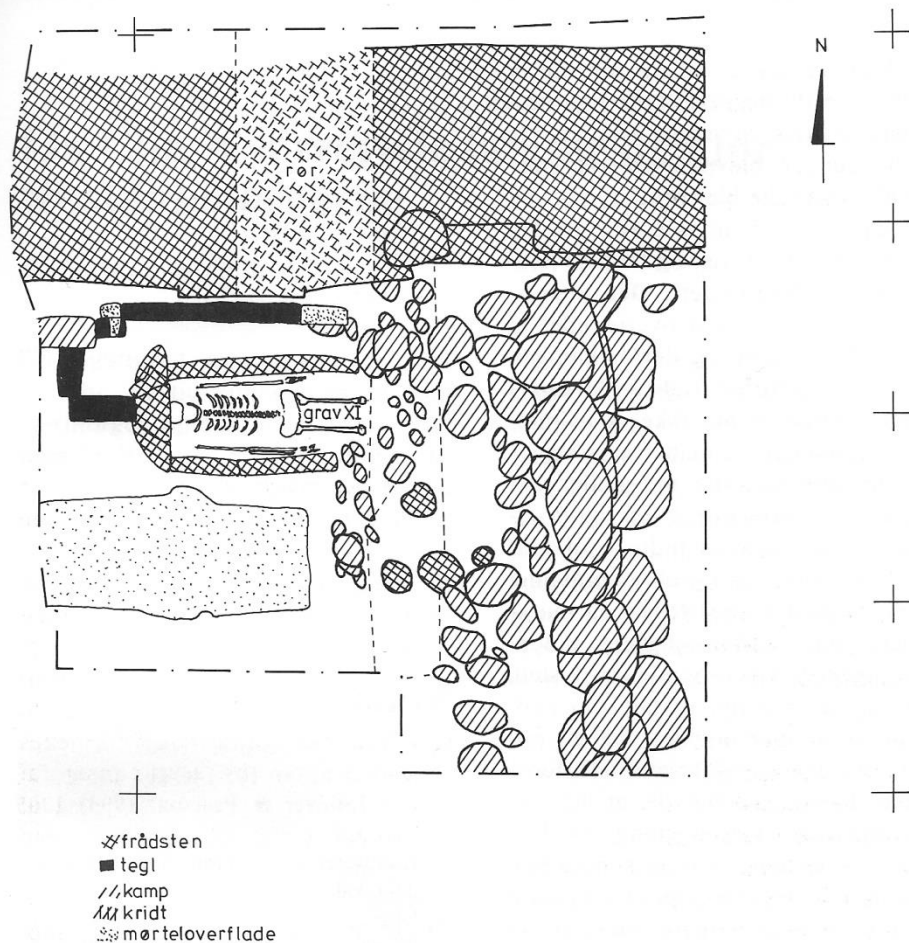 N
rør
grav XI
frådsten
tegl
kamp
kridt
mørteloverflade